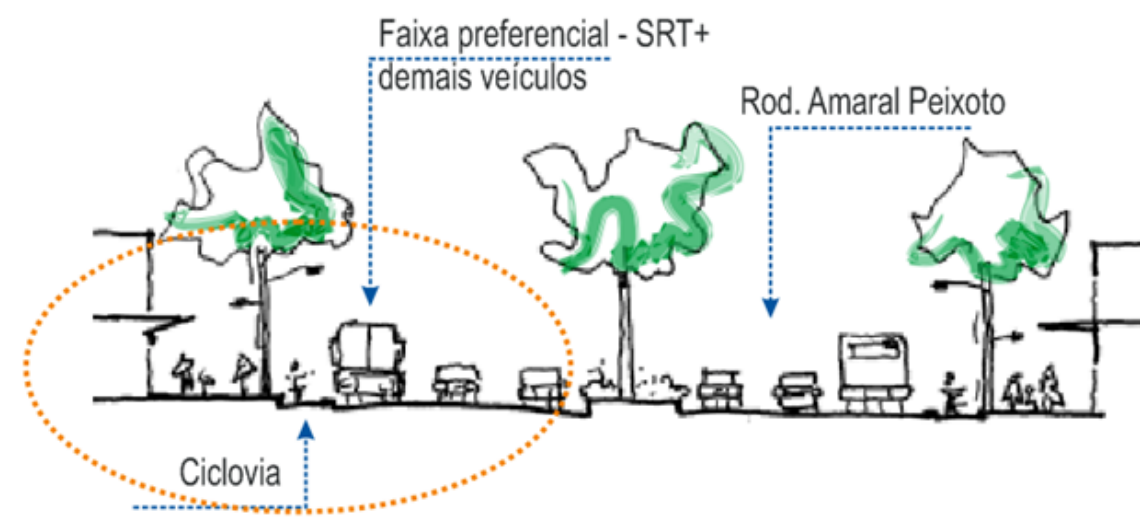 Faixa preferencial - SRT+
demais veículos
Rod. Amaral Peixoto
Ciclovia